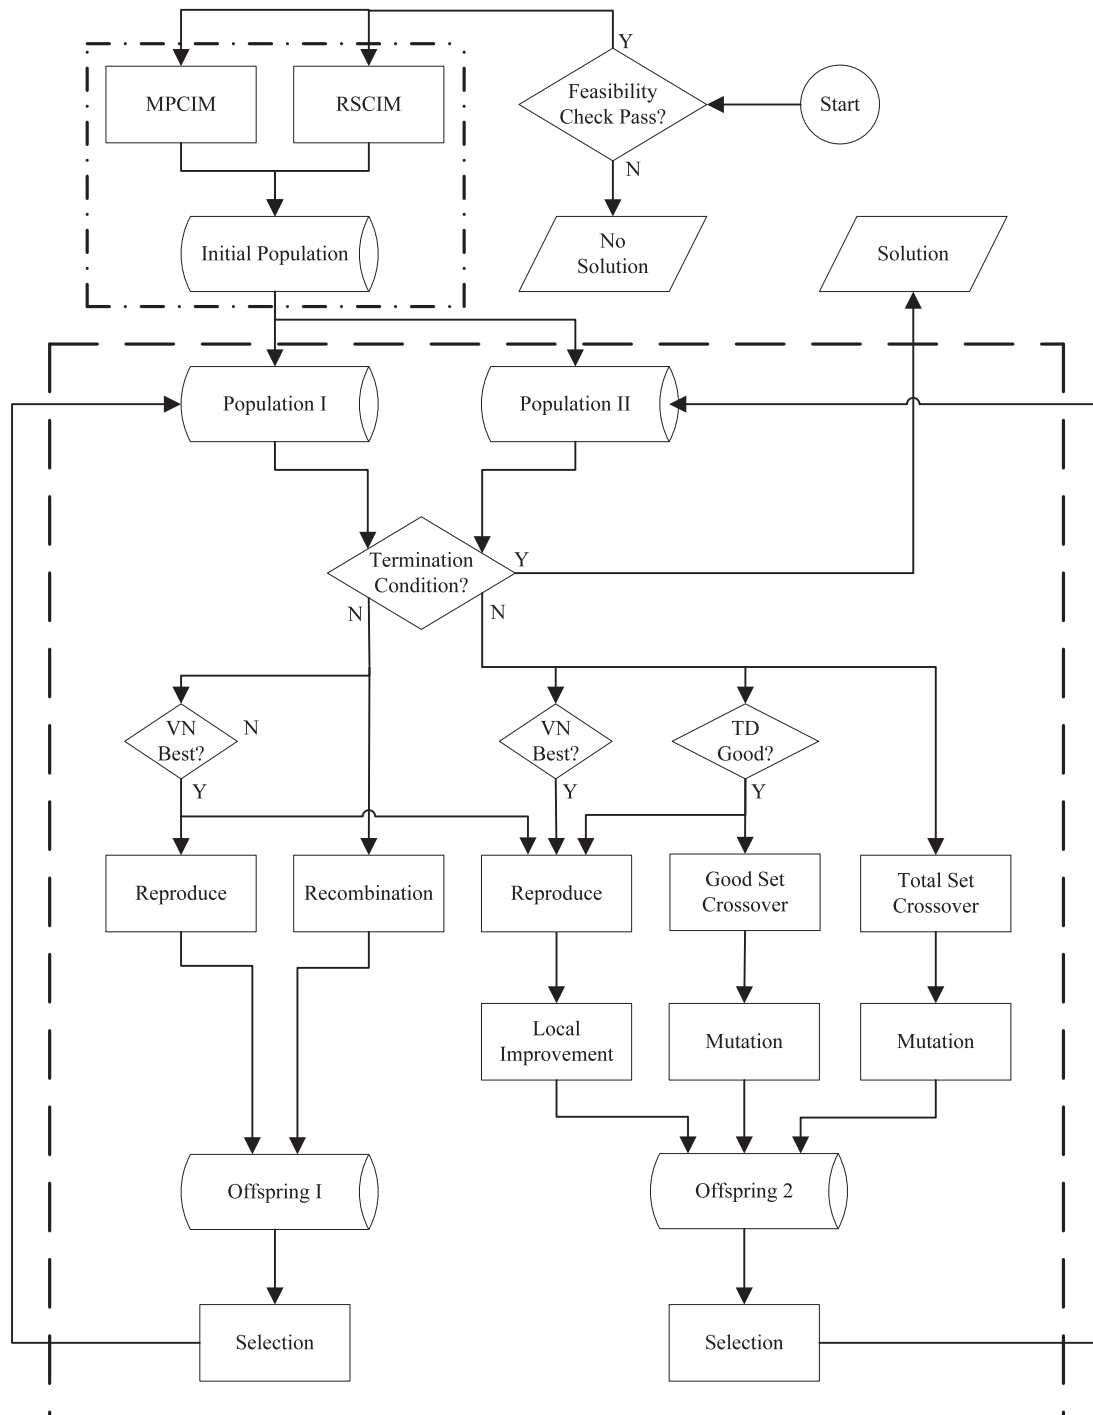 Y
MPCIM
RSCIM
Feasibility
Check Pass?
Start
N
Initial Population
No
Solution
Solution
Population I
Population II
Termination
Condition?
Y
N
N
VN
Best?
N
VN
Best?
TD
Good?
Y
Y
Y
Reproduce
Recombination
Reproduce
Good Set
Crossover
Total Set
Crossover
Local
Improvement
Mutation
Mutation
Offspring I
Offspring 2
Selection
Selection